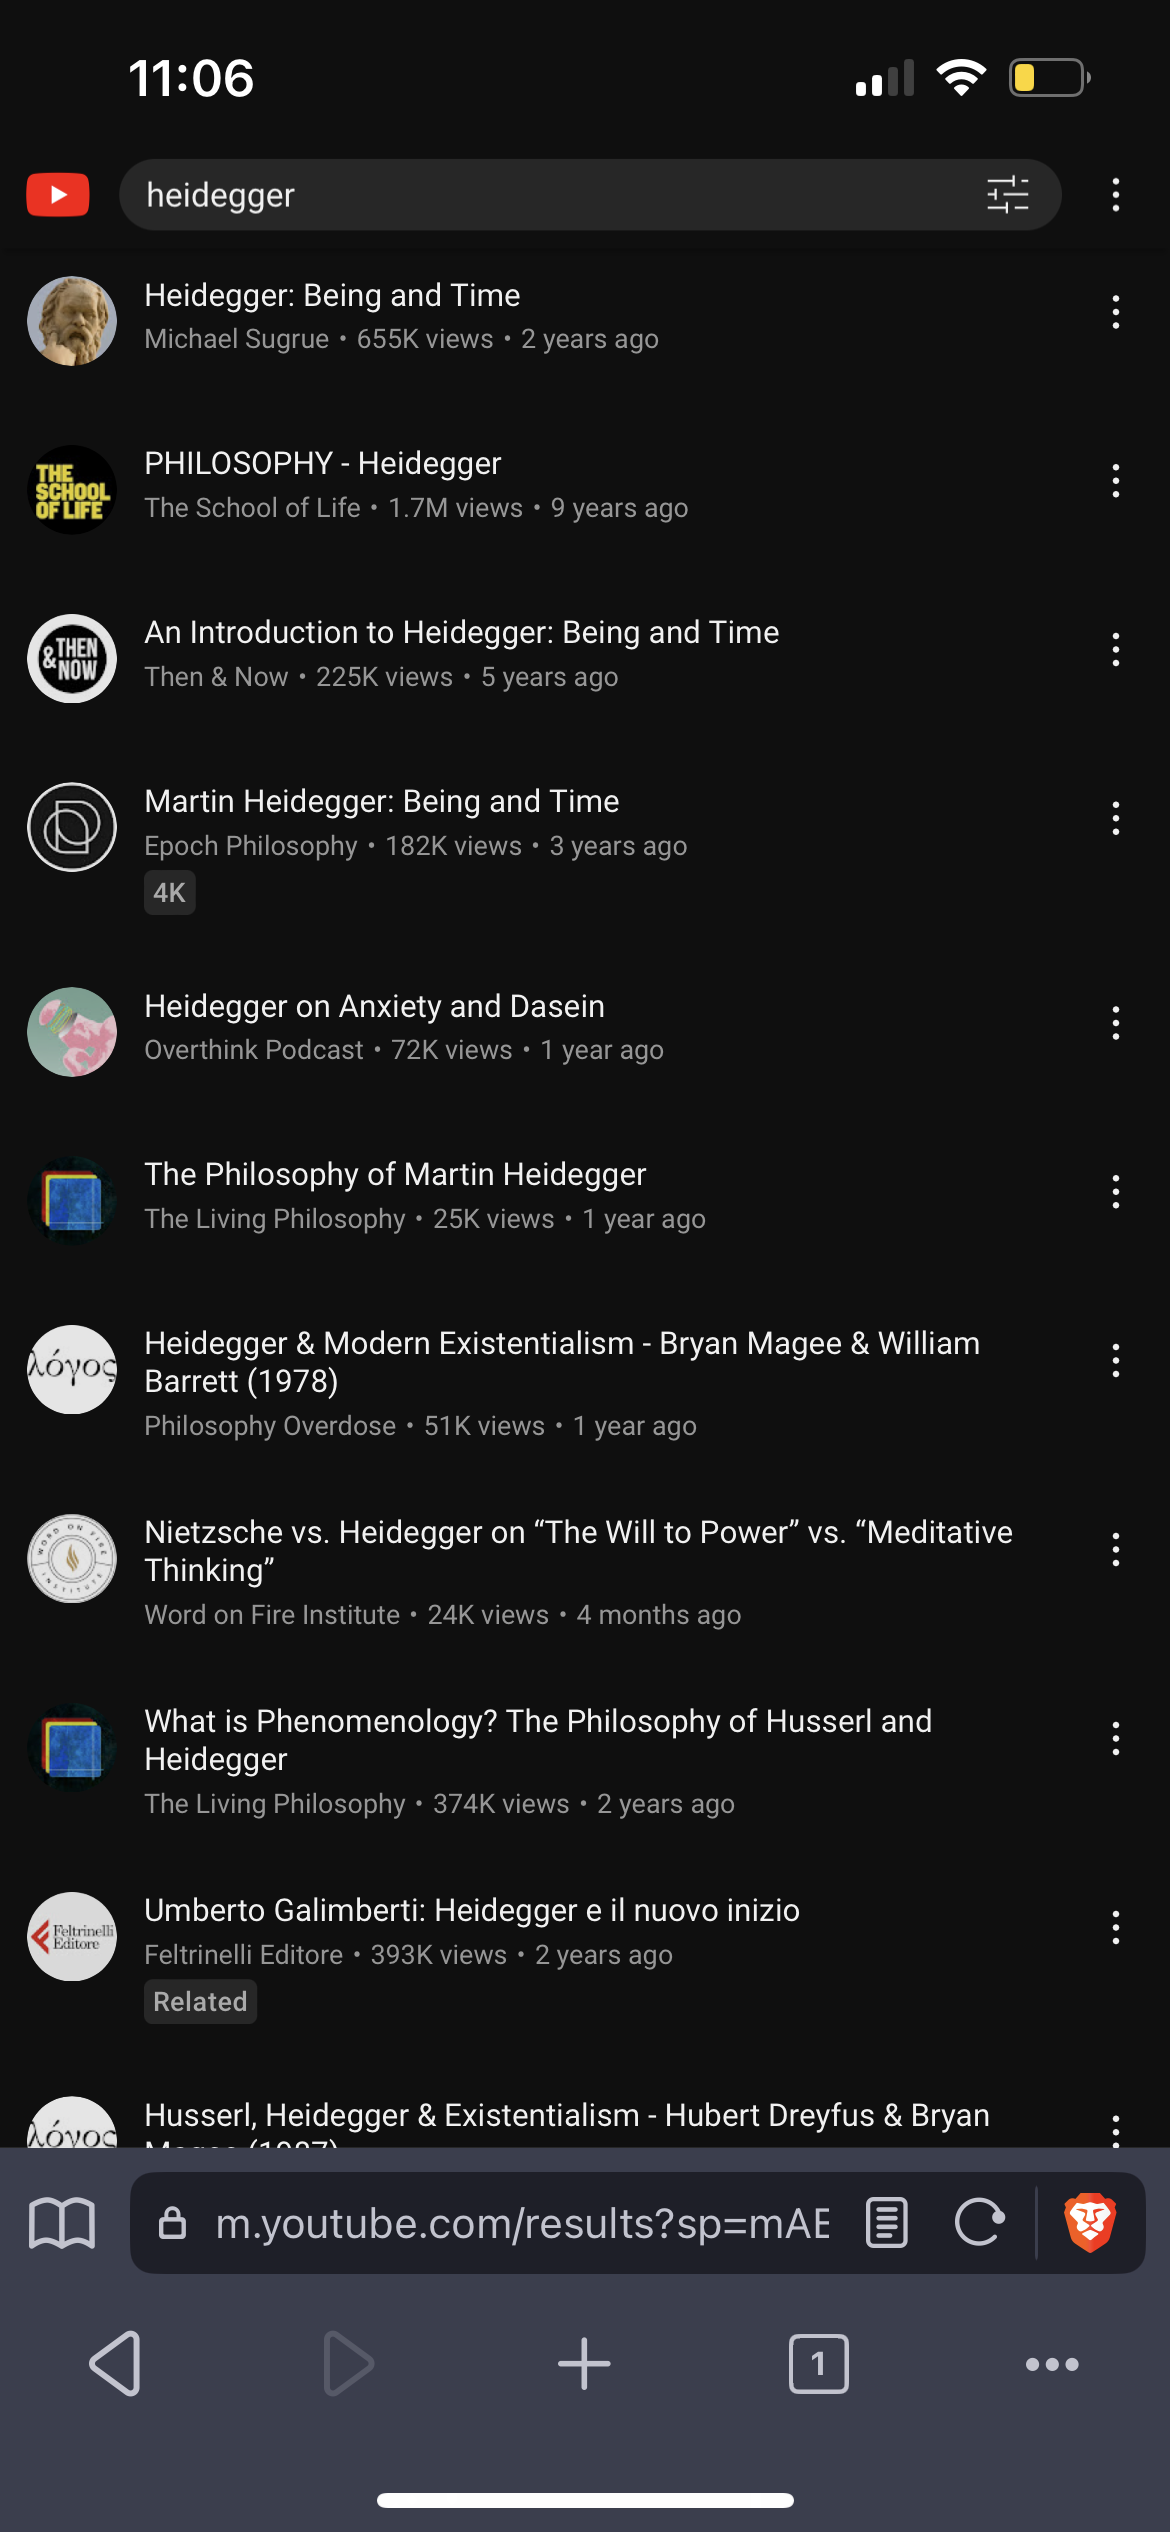 11:06
heidegger
Heidegger: Being and Time
Michael Sugrue • 655K views • 2 years ago
THE
SCHOOL
OF LIFE
PHILOSOPHY - Heidegger
The School of Life • 1.7M views • 9 years ago
THEN
& NOW
An Introduction to Heidegger: Being and Time
Then & Now • 225K views • 5 years ago
Martin Heidegger: Being and Time
Epoch Philosophy • 182K views • 3 years ago
4K
Heidegger on Anxiety and Dasein
Overthink Podcast • 72K views • 1 year ago
The Philosophy of Martin Heidegger
The Living Philosophy • 25K views • 1 year ago
λόγος
Heidegger & Modern Existentialism - Bryan Magee & William
Barrett (1978)
Philosophy Overdose • 51K views • 1 year ago
WORD ON FIRE
INSTITUTE
Nietzsche vs. Heidegger on “The Will to Power” vs. “Meditative
Thinking”
Word on Fire Institute • 24K views • 4 months ago
What is Phenomenology? The Philosophy of Husserl and
Heidegger
The Living Philosophy • 374K views • 2 years ago
Feltrinelli
Editore
Umberto Galimberti: Heidegger e il nuovo inizio
Feltrinelli Editore • 393K views • 2 years ago
Related
λόγος
Husserl, Heidegger & Existentialism - Hubert Dreyfus & Bryan
Magee (1987)
m.youtube.com/results?sp=mAE
1